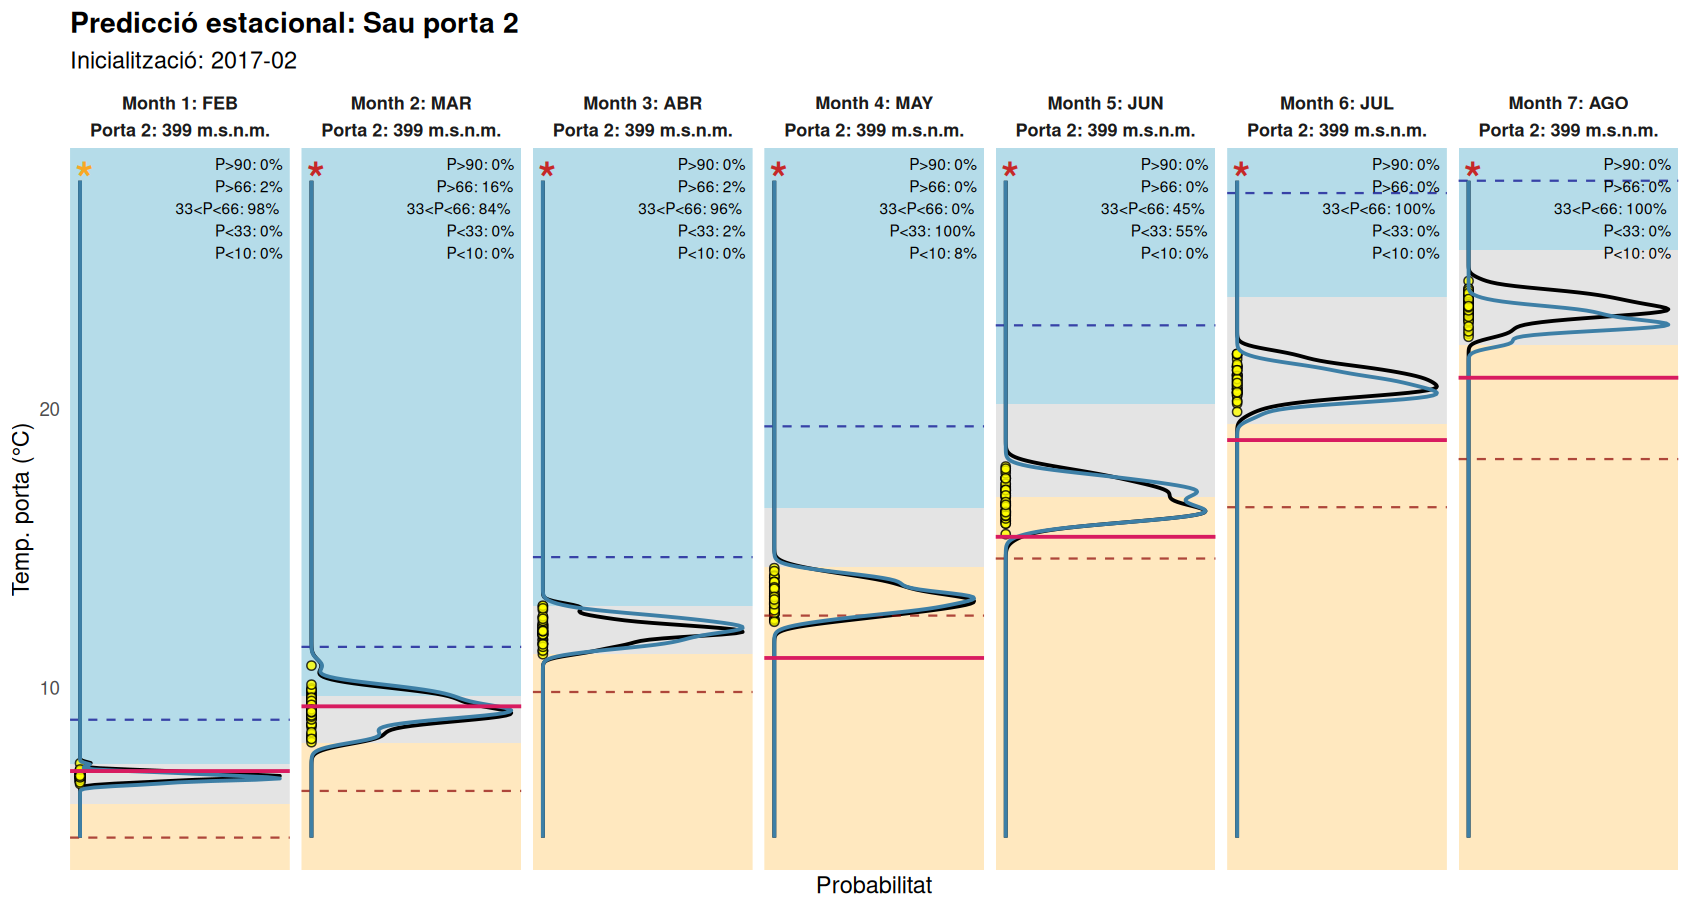 Predicció estacional: Sau porta 2
Inicialització: 2017-02
Month 1: FEB
Porta 2: 399 m.s.n.m.
Month 2: MAR
Porta 2: 399 m.s.n.m.
Month 3: ABR
Porta 2: 399 m.s.n.m.
Month 4: MAY
Porta 2: 399 m.s.n.m.
Month 5: JUN
Porta 2: 399 m.s.n.m.
Month 6: JUL
Porta 2: 399 m.s.n.m.
Month 7: AGO
Porta 2: 399 m.s.n.m.
*
P>90: 0%
P>66: 2%
33<P<66: 98%
P<33: 0%
P<10: 0%
*
P>90: 0%
P>66: 16%
33<P<66: 84%
P<33: 0%
P<10: 0%
*
P>90: 0%
P>66: 2%
33<P<66: 96%
P<33: 2%
P<10: 0%
*
P>90: 0%
P>66: 0%
33<P<66: 0%
P<33: 100%
P<10: 8%
*
P>90: 0%
P>66: 0%
33<P<66: 45%
P<33: 55%
P<10: 0%
*
P>90: 0%
P>66: 0%
33<P<66: 100%
P<33: 0%
P<10: 0%
*
P>90: 0%
P>66: 0%
33<P<66: 100%
P<33: 0%
P<10: 0%
20
10
Temp. porta (°C)
Probabilitat